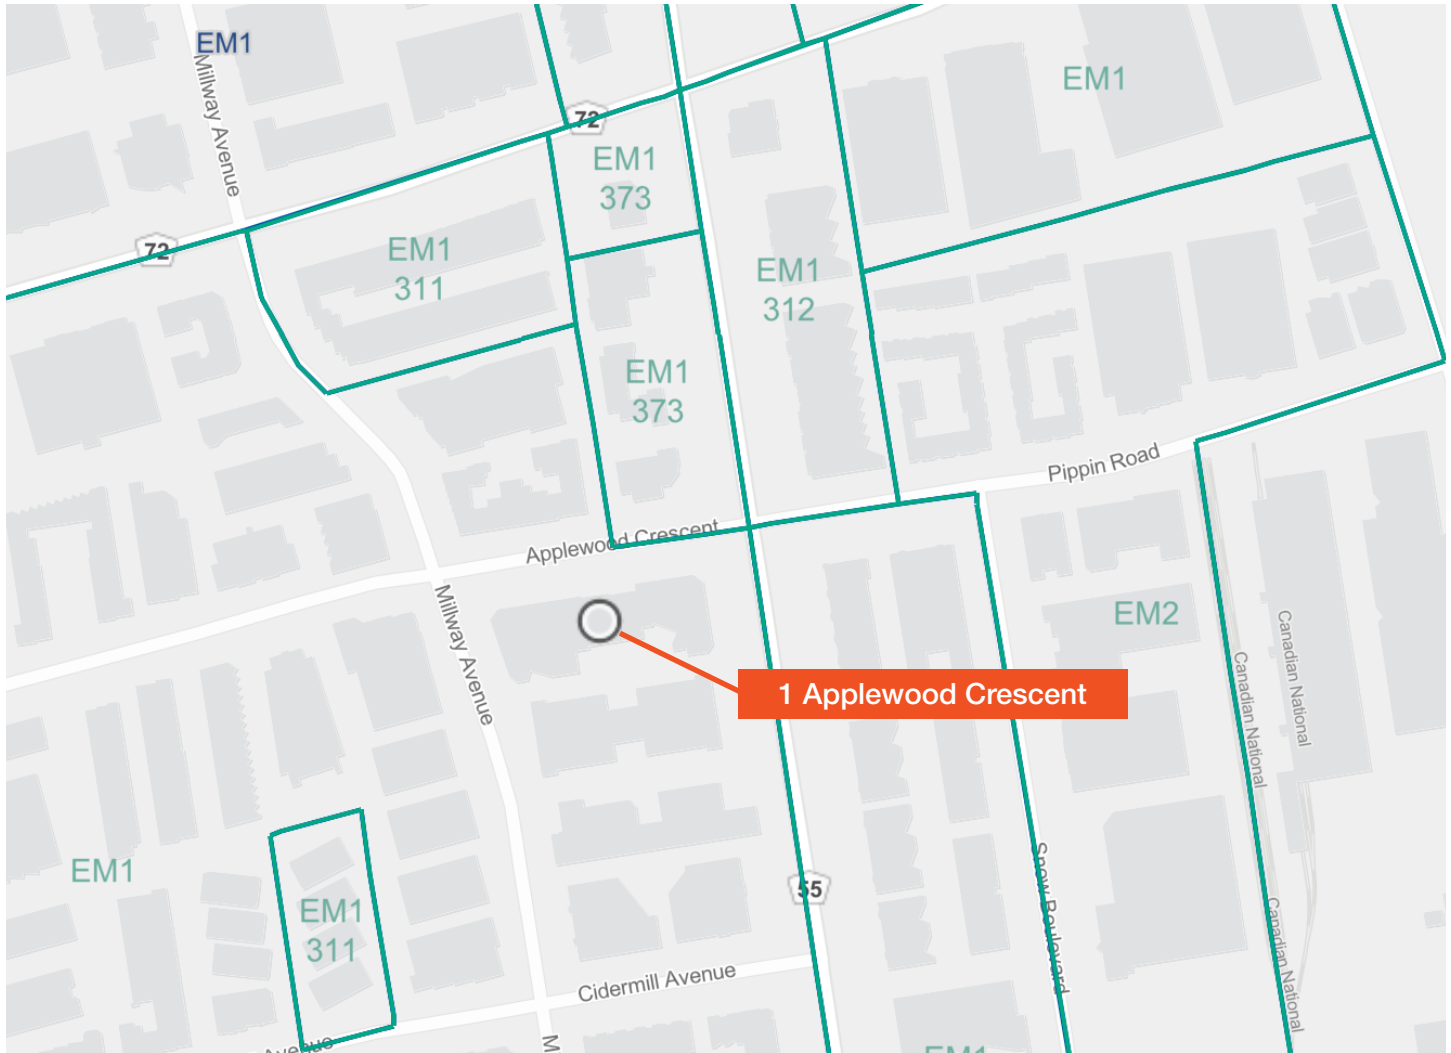 EM1
Millway Avenue
72
EM1
EM1
373
72
EM1
311
EM1
312
EM1
373
Pippin Road
Applewood Crescent
Millway Avenue
EM2
1 Applewood Crescent
Canadian National
Canadian National
EM1
55
Snow Boulevard
EM1
311
Canadian National
Cidermill Avenue
Avenue
M
EM1